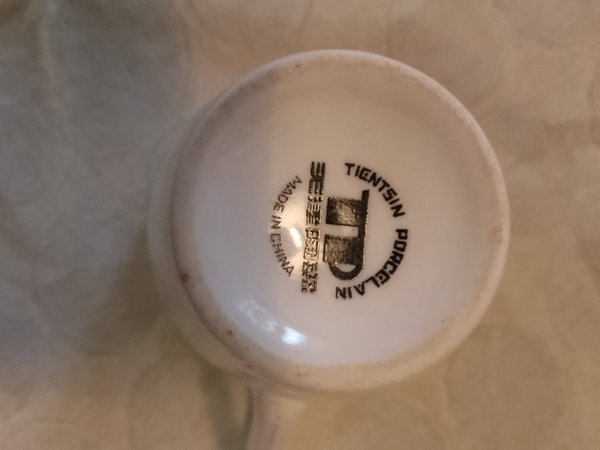 TIENTSIN PORCELAIN
TP
MADE IN CHINA